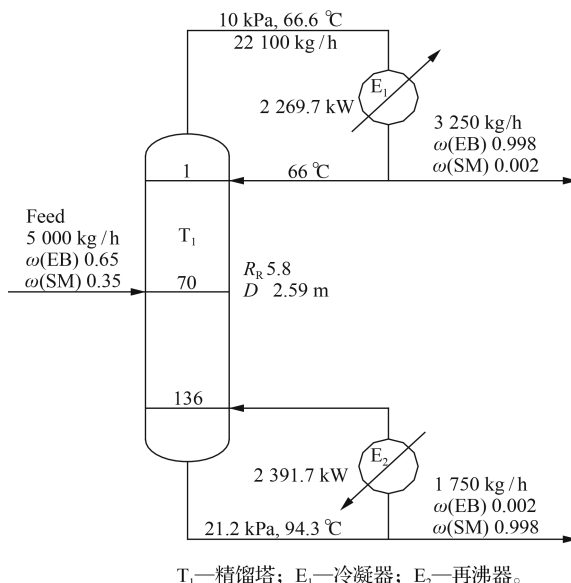 10 kPa, 66.6 ℃
22 100 kg/h
E₁
2 269.7 kW
3 250 kg/h
ω(EB) 0.998
ω(SM) 0.002
1
66 ℃
Feed
5 000 kg/h
ω(EB) 0.65
ω(SM) 0.35
T₁
70
R_R 5.8
D 2.59 m
136
E₂
2 391.7 kW
1 750 kg/h
ω(EB) 0.002
ω(SM) 0.998
21.2 kPa, 94.3 ℃
T₁—精馏塔；E₁—冷凝器；E₂—再沸器。